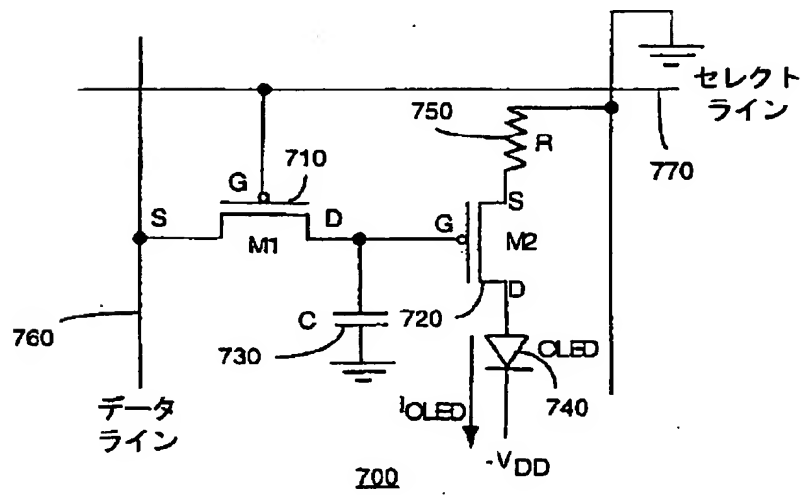 セレクト
ライン
750
R
770
710
G
S
D
M1
G
S
M2
D
C
720
730
760
OLED
740
IOLED
-VDD
データ
ライン
700